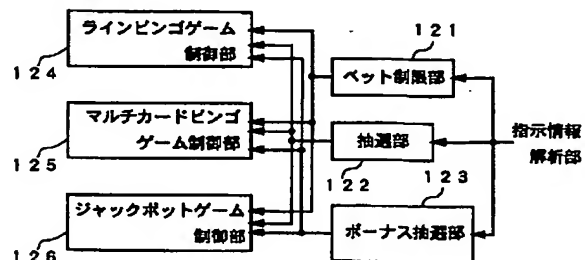 ラインビンゴゲーム
制御部
124
マルチカードビンゴ
ゲーム制御部
125
ジャックポットゲーム
制御部
126
121
ベット制限部
抽選部
122
123
ボーナス抽選部
指示情報
解析部